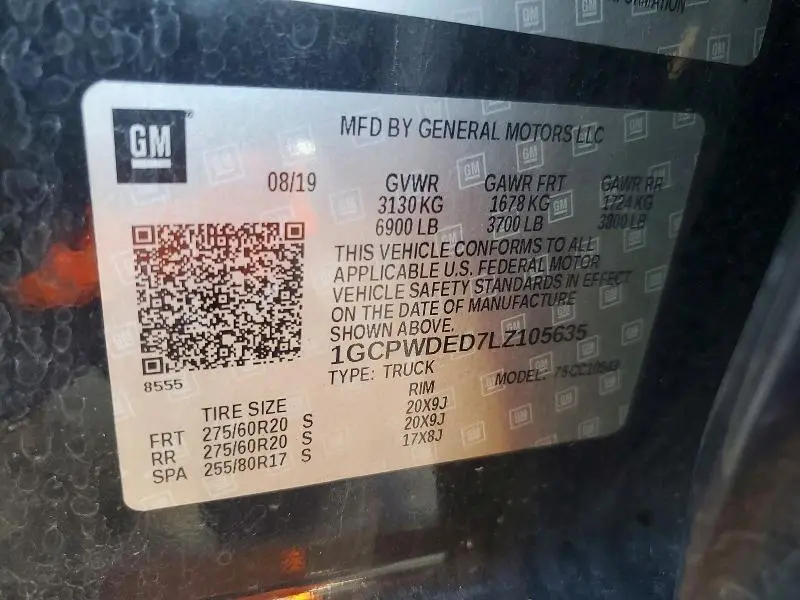 GM
MFD BY GENERAL MOTORS LLC
08/19
GVWR GAWR FRT GAWR RR
3130 KG 1678 KG 1724 KG
6900 LB 3700 LB 3800 LB
THIS VEHICLE CONFORMS TO ALL
APPLICABLE U.S. FEDERAL MOTOR
VEHICLE SAFETY STANDARDS IN EFFECT
ON THE DATE OF MANUFACTURE
SHOWN ABOVE.
1GCPWDED7LZ105635
8555
TYPE: TRUCK MODEL:
TIRE SIZE RIM
FRT 275/60R20 S 20X9J
RR 275/60R20 S 20X9J
SPA 255/80R17 S 17X8J